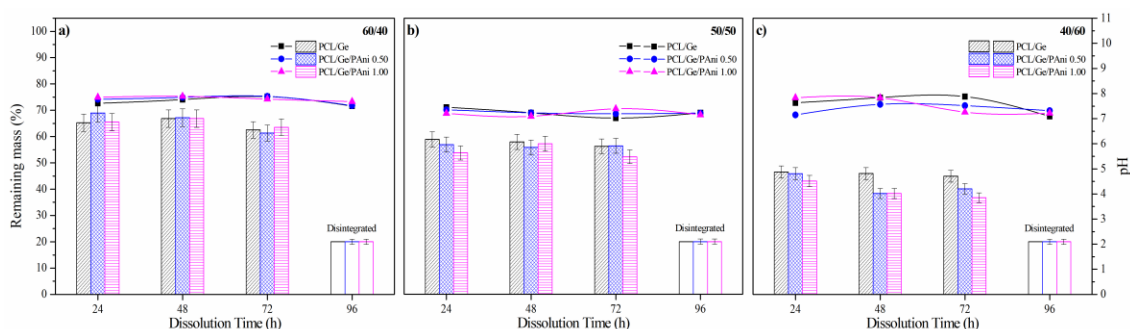 a)
60/40
PCL/Ge
PCL/Ge/PAni 0.50
PCL/Ge/PAni 1.00
Disintegrated
100
90
80
70
60
50
40
30
20
10
0
Remaining mass (%)
24 48 72 96
Dissolution Time (h)
b)
50/50
PCL/Ge
PCL/Ge/PAni 0.50
PCL/Ge/PAni 1.00
Disintegrated
24 48 72 96
Dissolution Time (h)
c)
40/60
PCL/Ge
PCL/Ge/PAni 0.50
PCL/Ge/PAni 1.00
Disintegrated
24 48 72 96
Dissolution Time (h)
11
10
9
8
7
6
5
4
3
2
1
0
pH